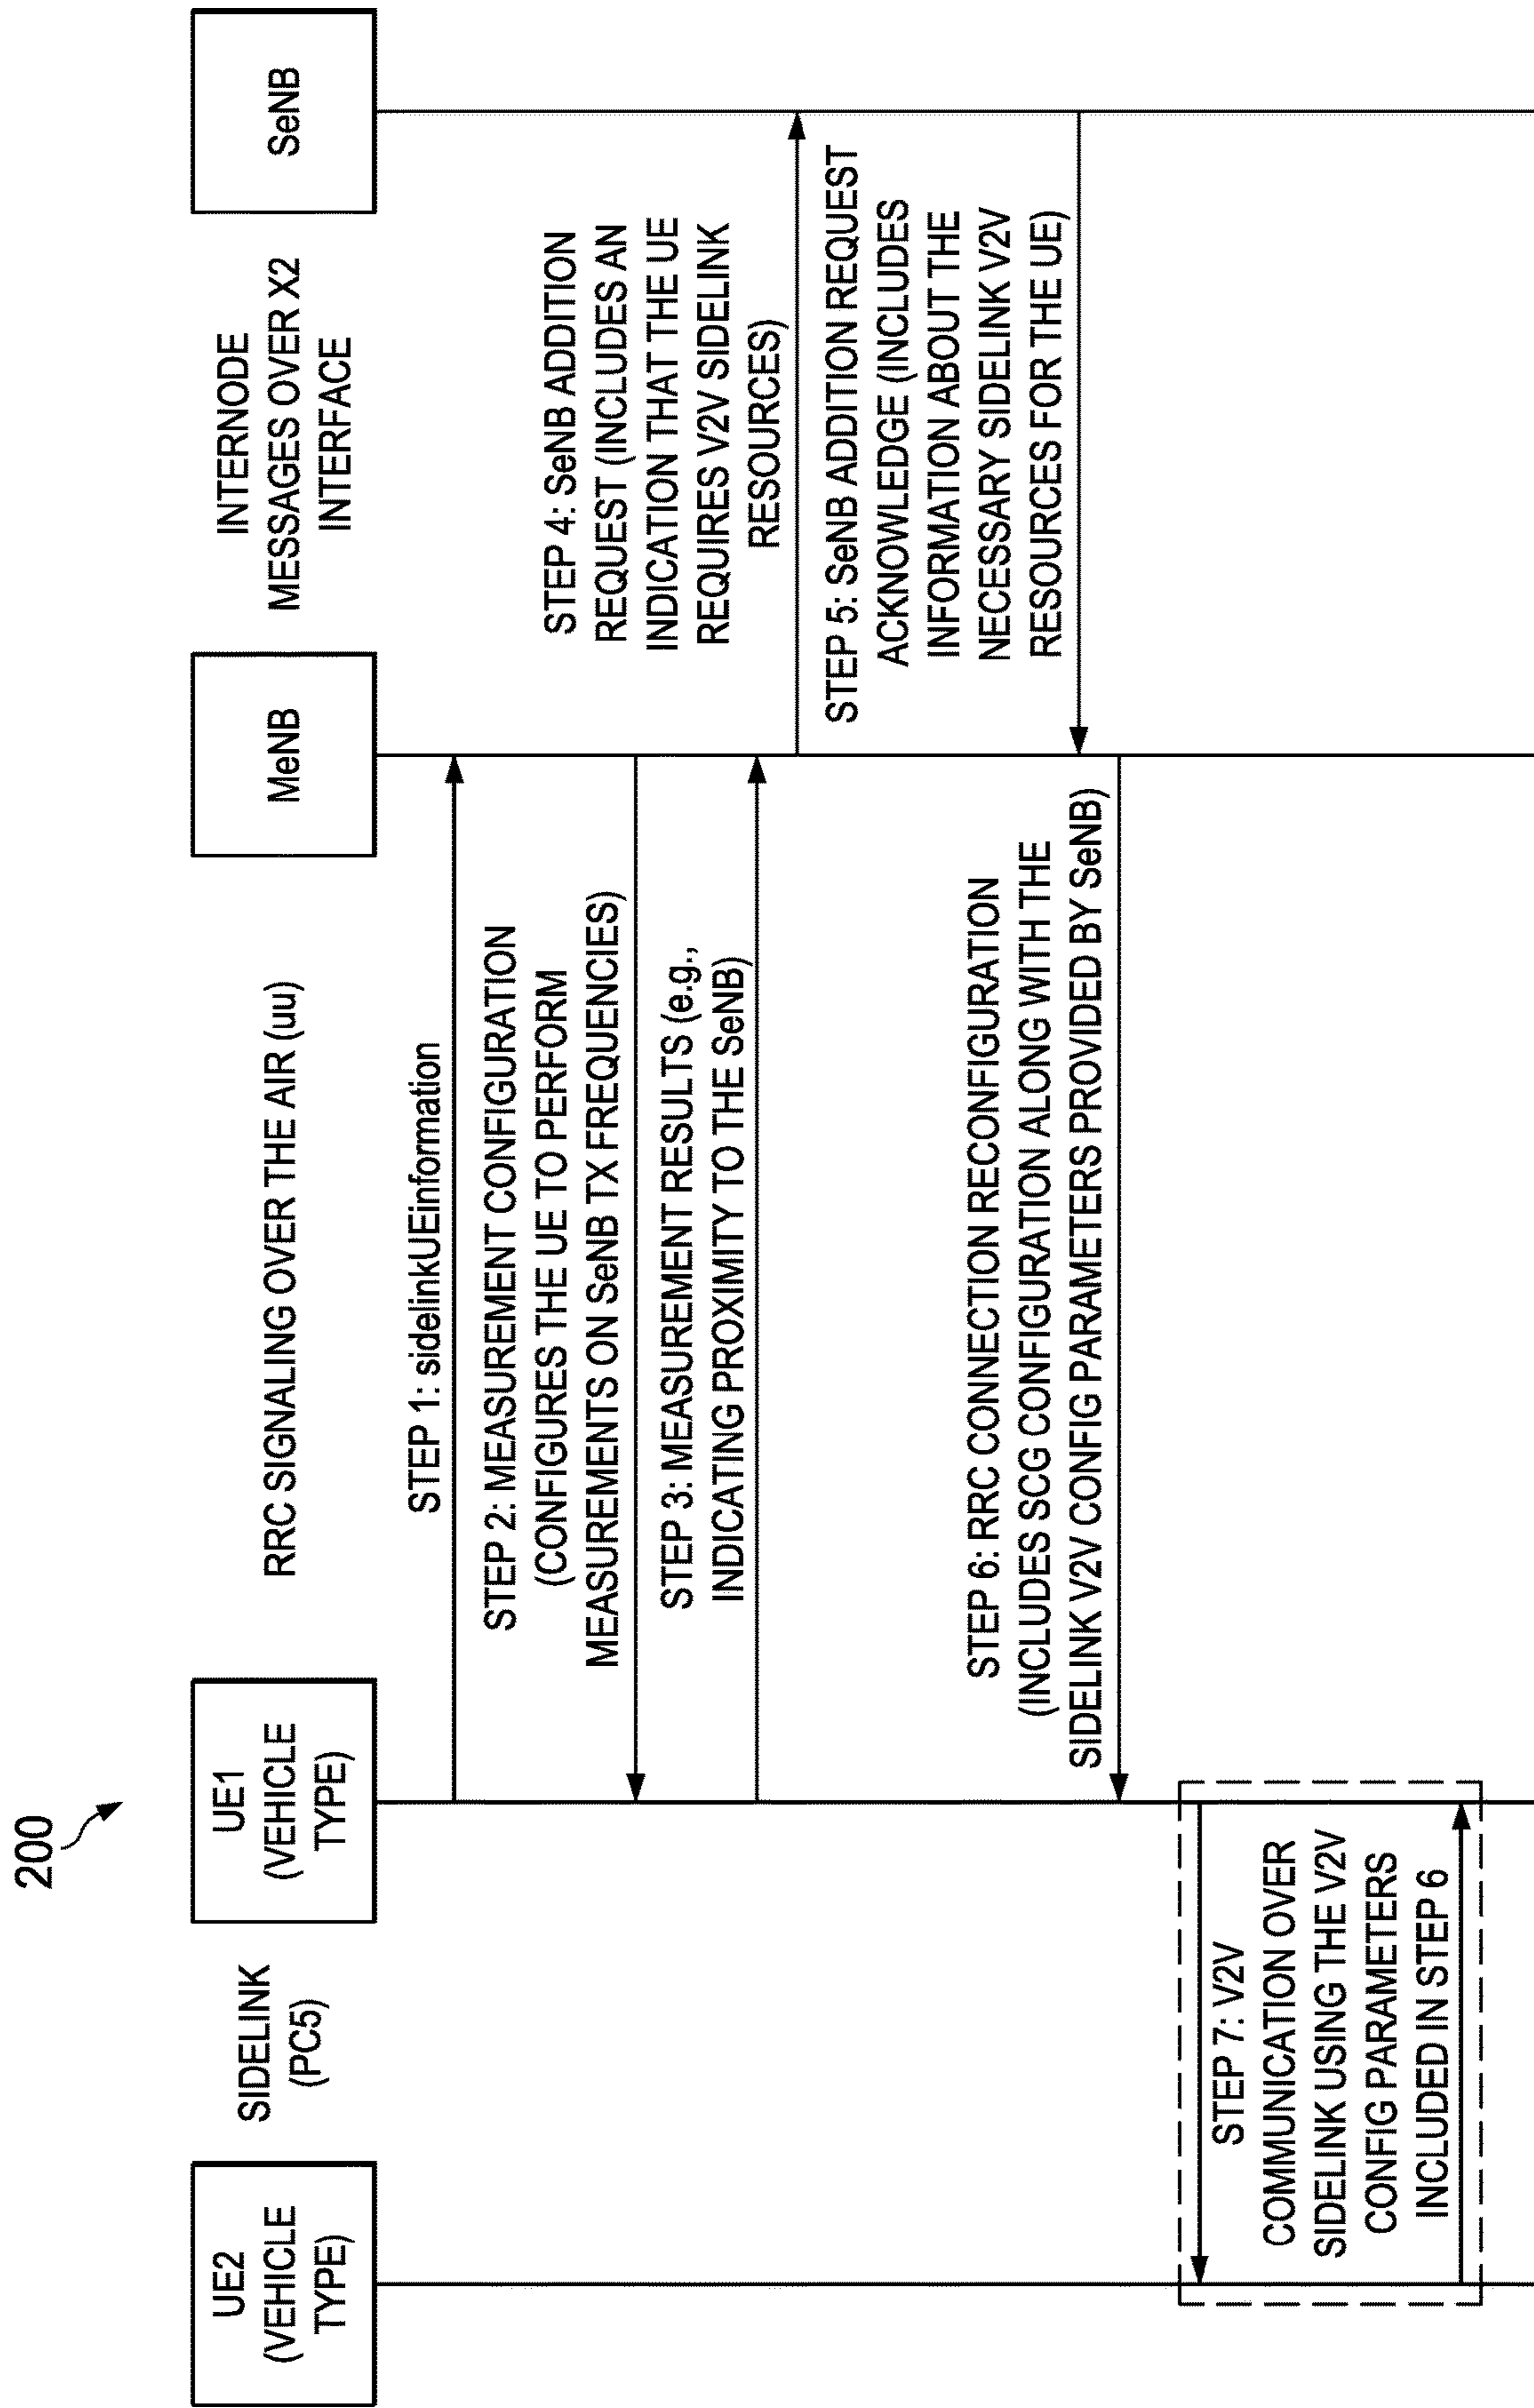 200
UE2
(VEHICLE
TYPE)
SIDELINK
(PC5)
UE1
(VEHICLE
TYPE)
RRC SIGNALING OVER THE AIR (uu)
MeNB
INTERNODE
MESSAGES OVER X2
INTERFACE
SeNB
STEP 1: sidelinkUEinformation
STEP 2: MEASUREMENT CONFIGURATION
(CONFIGURES THE UE TO PERFORM
MEASUREMENTS ON SeNB TX FREQUENCIES)
STEP 3: MEASUREMENT RESULTS (e.g.,
INDICATING PROXIMITY TO THE SeNB)
STEP 4: SeNB ADDITION
REQUEST (INCLUDES AN
INDICATION THAT THE UE
REQUIRES V2V SIDELINK
RESOURCES)
STEP 5: SeNB ADDITION REQUEST
ACKNOWLEDGE (INCLUDES
INFORMATION ABOUT THE
NECESSARY SIDELINK V2V
RESOURCES FOR THE UE)
STEP 6: RRC CONNECTION RECONFIGURATION
(INCLUDES SCG CONFIGURATION ALONG WITH THE
SIDELINK V2V CONFIG PARAMETERS PROVIDED BY SeNB)
STEP 7: V2V
COMMUNICATION OVER
SIDELINK USING THE V2V
CONFIG PARAMETERS
INCLUDED IN STEP 6